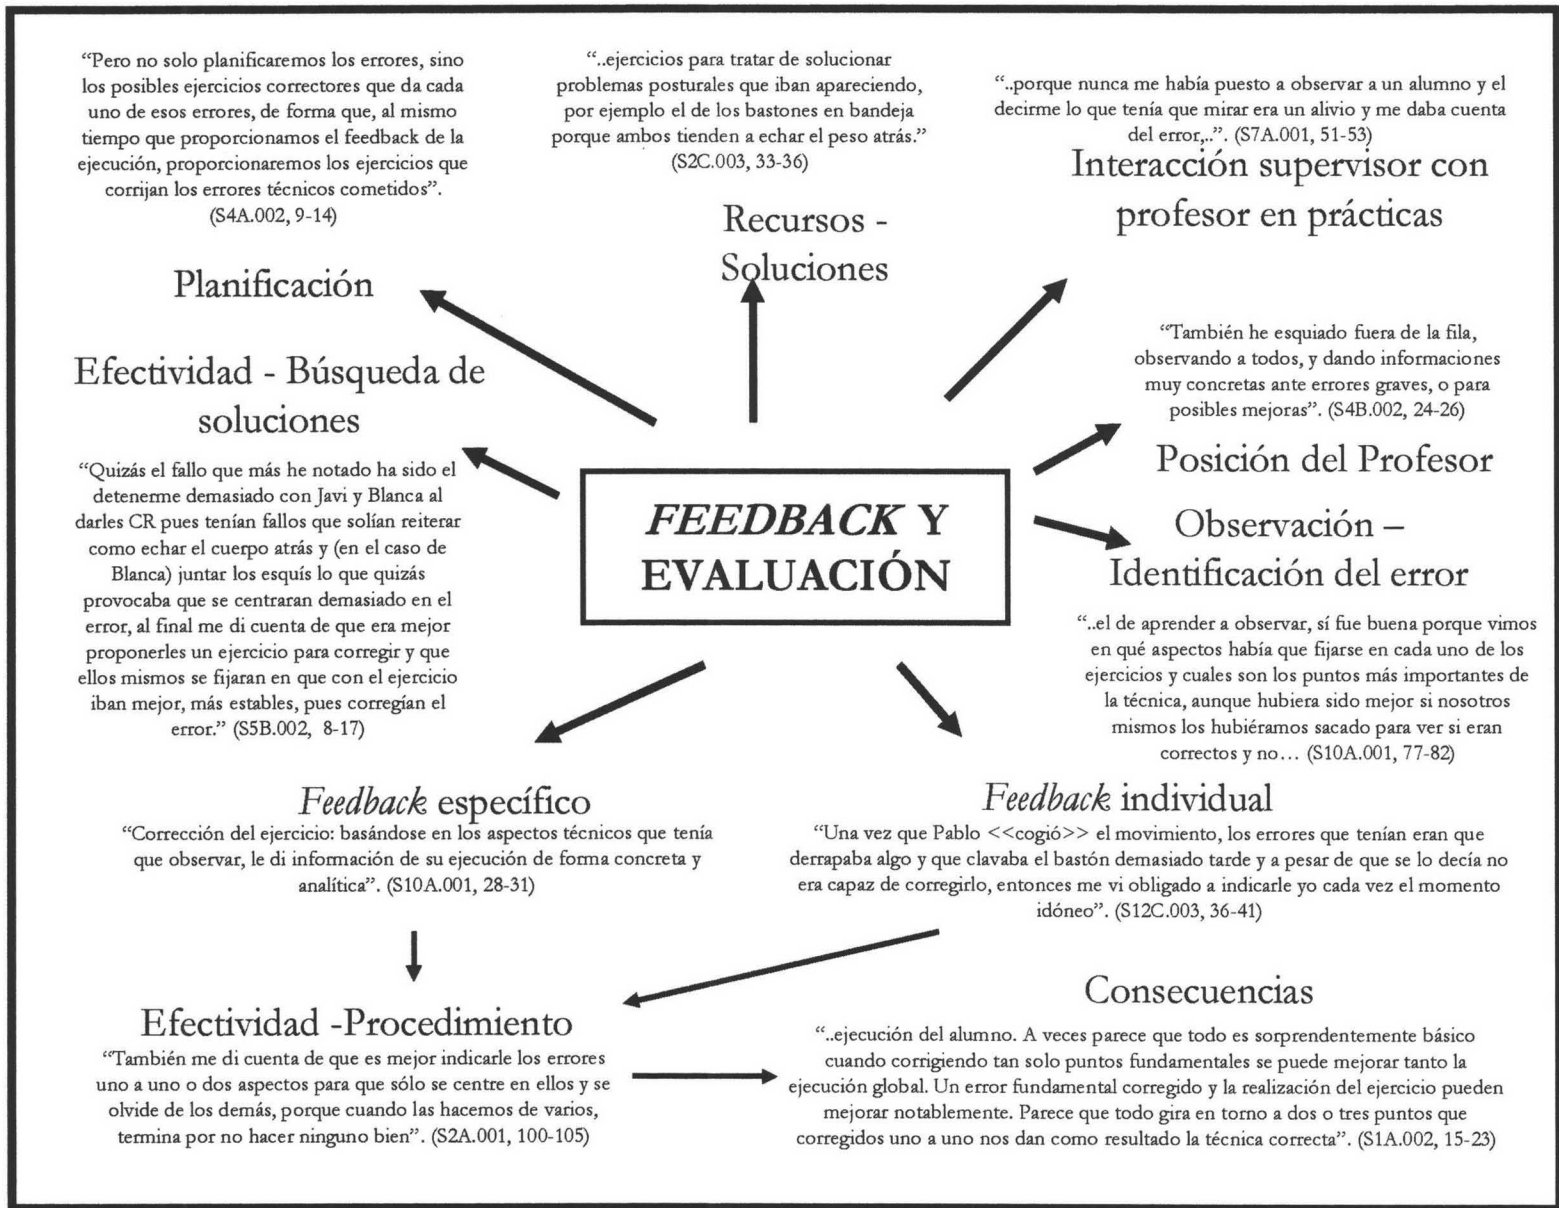 “Pero no solo planificaremos los errores, sino
los posibles ejercicios correctores que da cada
uno de esos errores, de forma que, al mismo
tiempo que proporcionamos el feedback de la
ejecución, proporcionaremos los ejercicios que
corrijan los errores técnicos cometidos”.
(S4A.002, 9-14)
Planificación
“..ejercicios para tratar de solucionar
problemas posturales que iban apareciendo,
por ejemplo el de los bastones en bandeja
porque ambos tienden a echar el peso atrás.”
(S2C.003, 33-36)
Recursos -
Soluciones
“..porque nunca me había puesto a observar a un alumno y el
decirme lo que tenía que mirar era un alivio y me daba cuenta
del error,..”. (S7A.001, 51-53)
Interacción supervisor con
profesor en prácticas
Efectividad - Búsqueda de
soluciones
“Quizás el fallo que más he notado ha sido el
detenerme demasiado con Javi y Blanca al
darles CR pues tenían fallos que solían reiterar
como echar el cuerpo atrás y (en el caso de
Blanca) juntar los esquís lo que quizás
provocaba que se centraran demasiado en el
error, al final me di cuenta de que era mejor
proponerles un ejercicio para corregir y que
ellos mismos se fijaran en que con el ejercicio
iban mejor, más estables, pues corregían el
error.” (S5B.002, 8-17)
FEEDBACK Y
EVALUACIÓN
“También he esquiado fuera de la fila,
observando a todos, y dando informaciones
muy concretas ante errores graves, o para
posibles mejoras”. (S4B.002, 24-26)
Posición del Profesor
Observación –
Identificación del error
“..el de aprender a observar, sí fue buena porque vimos
en qué aspectos había que fijarse en cada uno de los
ejercicios y cuales son los puntos más importantes de
la técnica, aunque hubiera sido mejor si nosotros
mismos los hubiéramos sacado para ver si eran
correctos y no… (S10A.001, 77-82)
Feedback específico
“Corrección del ejercicio: basándose en los aspectos técnicos que tenía
que observar, le di información de su ejecución de forma concreta y
analítica”. (S10A.001, 28-31)
Feedback individual
“Una vez que Pablo <<cogió>> el movimiento, los errores que tenían eran que
derrapaba algo y que clavaba el bastón demasiado tarde y a pesar de que se lo decía no
era capaz de corregirlo, entonces me vi obligado a indicarle yo cada vez el momento
idóneo”. (S12C.003, 36-41)
Efectividad -Procedimiento
“También me di cuenta de que es mejor indicarle los errores
uno a uno o dos aspectos para que sólo se centre en ellos y se
olvide de los demás, porque cuando las hacemos de varios,
termina por no hacer ninguno bien”. (S2A.001, 100-105)
Consecuencias
“..ejecución del alumno. A veces parece que todo es sorprendentemente básico
cuando corrigiendo tan solo puntos fundamentales se puede mejorar tanto la
ejecución global. Un error fundamental corregido y la realización del ejercicio pueden
mejorar notablemente. Parece que todo gira en torno a dos o tres puntos que
corregidos uno a uno nos dan como resultado la técnica correcta”. (S1A.002, 15-23)